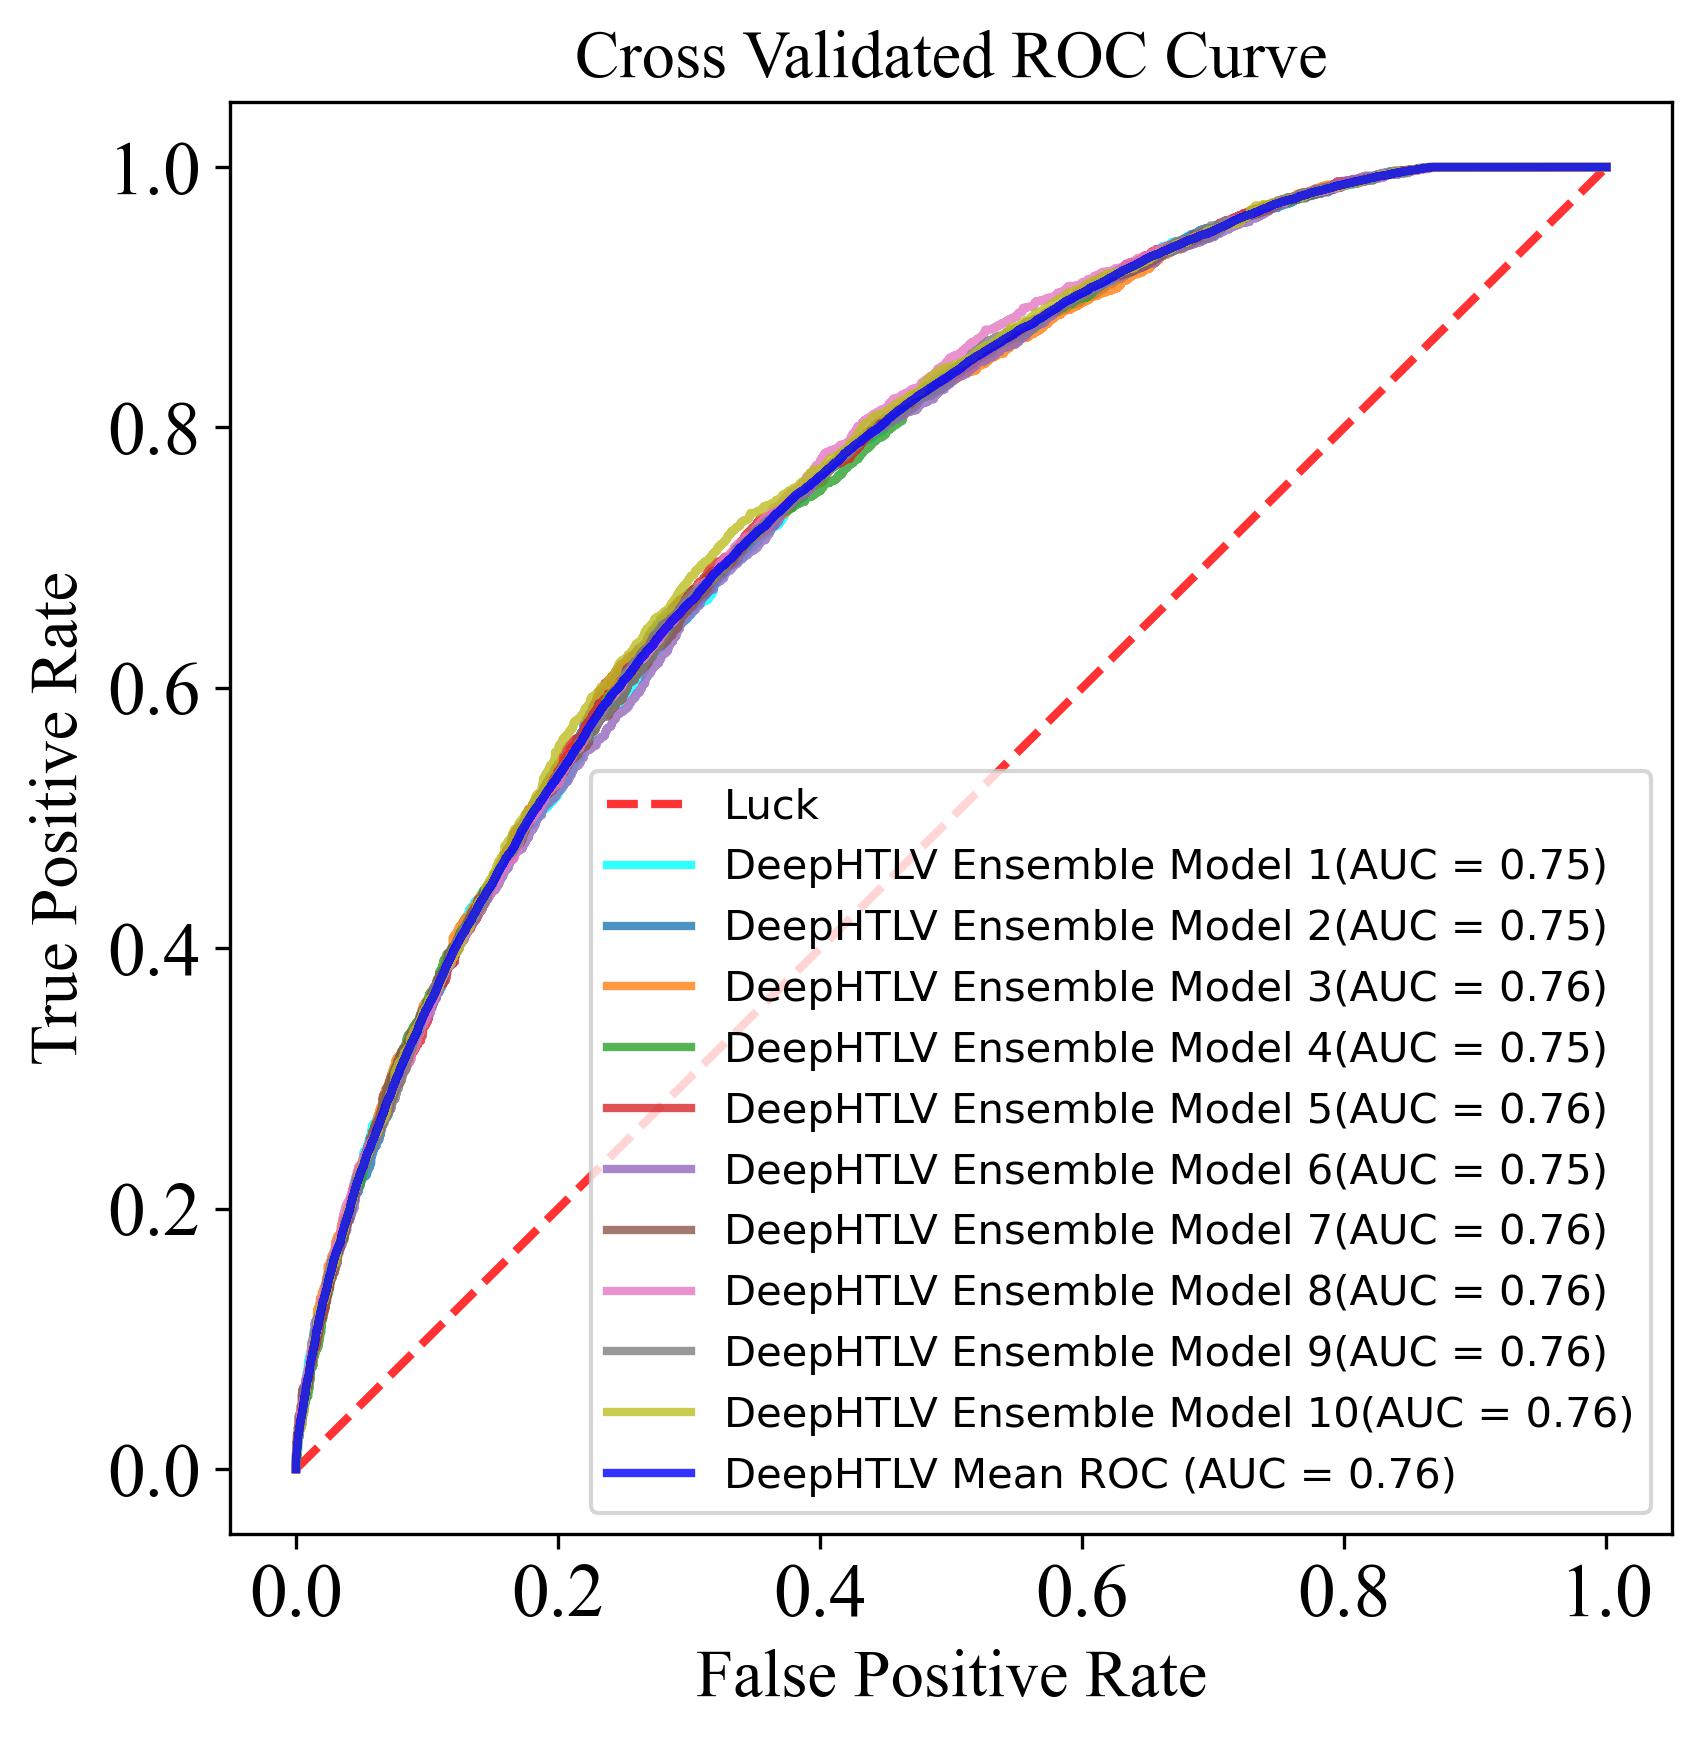 Cross Validated ROC Curve
1.0
0.8
0.6
0.4
0.2
0.0
True Positive Rate
Luck
DeepHTLV Ensemble Model 1(AUC = 0.75)
DeepHTLV Ensemble Model 2(AUC = 0.75)
DeepHTLV Ensemble Model 3(AUC = 0.76)
DeepHTLV Ensemble Model 4(AUC = 0.75)
DeepHTLV Ensemble Model 5(AUC = 0.76)
DeepHTLV Ensemble Model 6(AUC = 0.75)
DeepHTLV Ensemble Model 7(AUC = 0.76)
DeepHTLV Ensemble Model 8(AUC = 0.76)
DeepHTLV Ensemble Model 9(AUC = 0.76)
DeepHTLV Ensemble Model 10(AUC = 0.76)
DeepHTLV Mean ROC (AUC = 0.76)
0.0 0.2 0.4 0.6 0.8 1.0
False Positive Rate